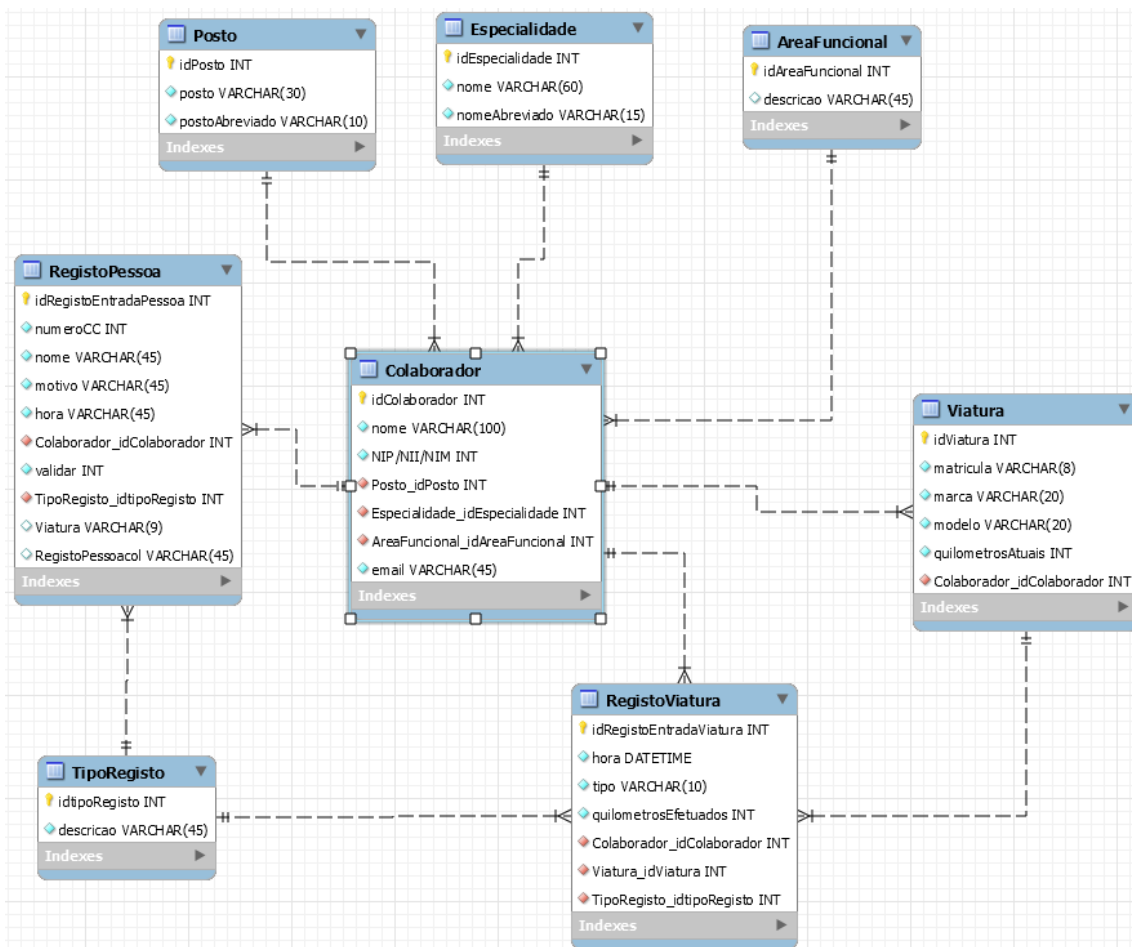 Posto
idPosto INT
posto VARCHAR(30)
postoAbreviado VARCHAR(10)
Indexes
Especialidade
idEspecialidade INT
nome VARCHAR(60)
nomeAbreviado VARCHAR(15)
Indexes
AreaFuncional
idAreaFuncional INT
descricao VARCHAR(45)
Indexes
RegistoPessoa
idRegistoEntradaPessoa INT
numeroCC INT
nome VARCHAR(45)
motivo VARCHAR(45)
hora VARCHAR(45)
Colaborador_idColaborador INT
validar INT
TipoRegisto_idtipoRegisto INT
Viatura VARCHAR(9)
RegistoPessoacol VARCHAR(45)
Indexes
Colaborador
idColaborador INT
nome VARCHAR(100)
NIP/NII/NIM INT
Posto_idPosto INT
Especialidade_idEspecialidade INT
AreaFuncional_idAreaFuncional INT
email VARCHAR(45)
Indexes
Viatura
idViatura INT
matricula VARCHAR(8)
marca VARCHAR(20)
modelo VARCHAR(20)
quilometrosAtuais INT
Colaborador_idColaborador INT
Indexes
TipoRegisto
idtipoRegisto INT
descricao VARCHAR(45)
Indexes
RegistoViatura
idRegistoEntradaViatura INT
hora DATETIME
tipo VARCHAR(10)
quilometrosEfetuados INT
Colaborador_idColaborador INT
Viatura_idViatura INT
TipoRegisto_idtipoRegisto INT
Indexes